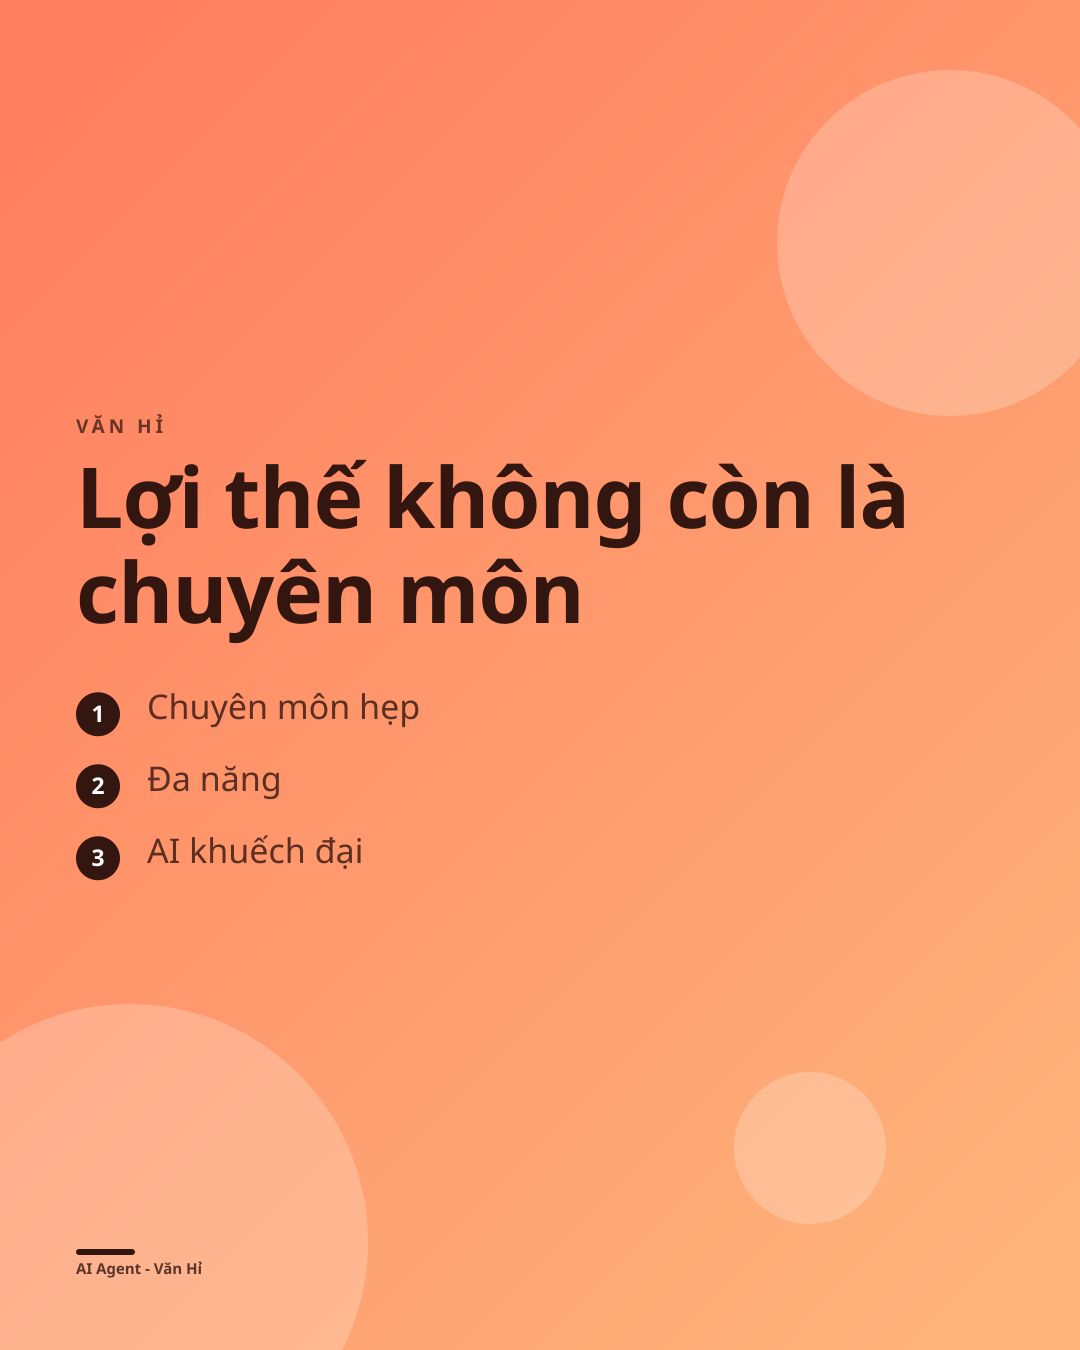 VĂN HỈ
Lợi thế không còn là
chuyên môn
1 Chuyên môn hẹp
2 Đa năng
3 AI khuếch đại
AI Agent - Văn Hỉ